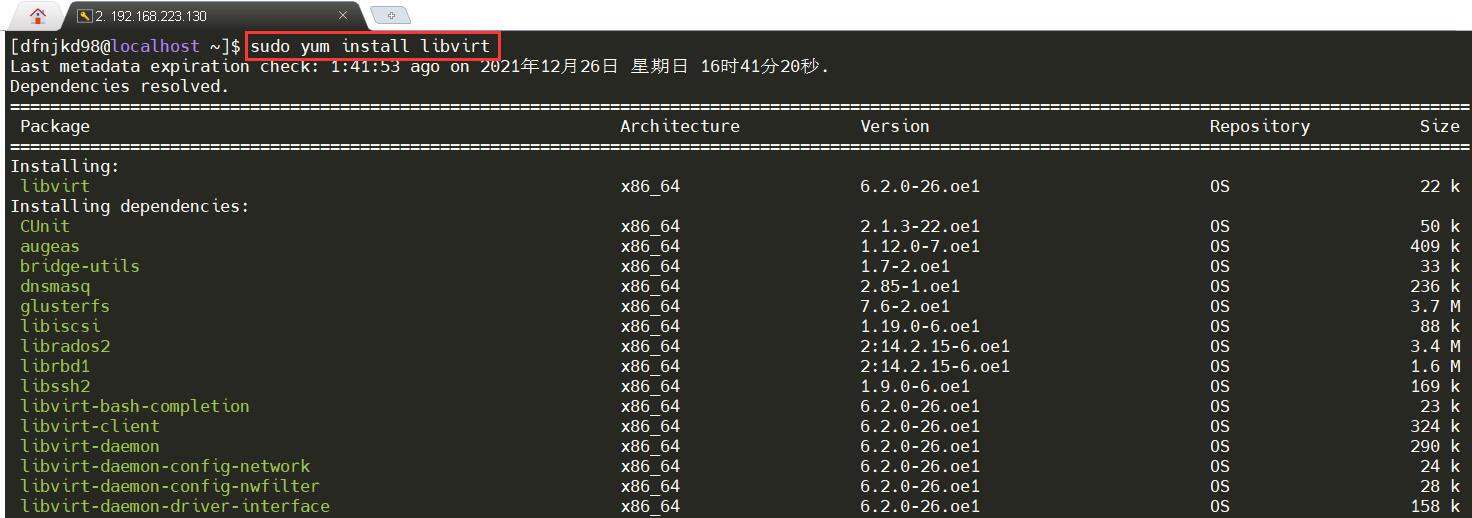 2. 192.168.223.130
[dfnjkd98@localhost ~]$ sudo yum install libvirt
Last metadata expiration check: 1:41:53 ago on 2021年12月26日 星期日 16时41分20秒.
Dependencies resolved.
Package Architecture Version Repository Size
Installing:
libvirt x86_64 6.2.0-26.oe1 OS 22 k
Installing dependencies:
CUnit x86_64 2.1.3-22.oe1 OS 50 k
augeas x86_64 1.12.0-7.oe1 OS 409 k
bridge-utils x86_64 1.7-2.oe1 OS 33 k
dnsmasq x86_64 2.85-1.oe1 OS 236 k
glusterfs x86_64 7.6-2.oe1 OS 3.7 M
libiscsi x86_64 1.19.0-6.oe1 OS 88 k
librados2 x86_64 2:14.2.15-6.oe1 OS 3.4 M
librbd1 x86_64 2:14.2.15-6.oe1 OS 1.6 M
libssh2 x86_64 1.9.0-6.oe1 OS 169 k
libvirt-bash-completion x86_64 6.2.0-26.oe1 OS 23 k
libvirt-client x86_64 6.2.0-26.oe1 OS 324 k
libvirt-daemon x86_64 6.2.0-26.oe1 OS 290 k
libvirt-daemon-config-network x86_64 6.2.0-26.oe1 OS 24 k
libvirt-daemon-config-nwfilter x86_64 6.2.0-26.oe1 OS 28 k
libvirt-daemon-driver-interface x86_64 6.2.0-26.oe1 OS 158 k